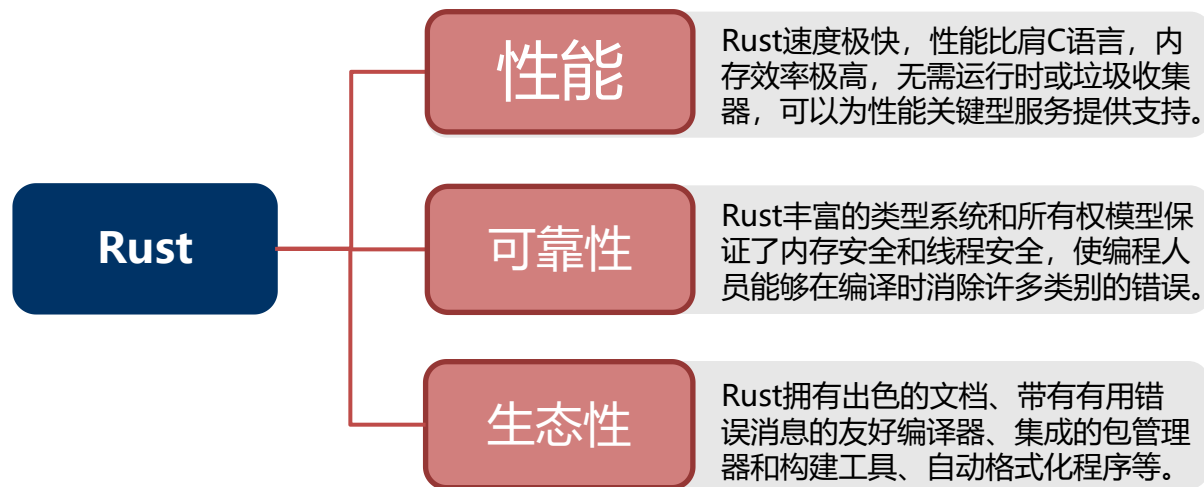 Rust
性能
Rust速度极快，性能比肩C语言，内
存效率极高，无需运行时或垃圾收集
器，可以为性能关键型服务提供支持。
可靠性
Rust丰富的类型系统和所有权模型保
证了内存安全和线程安全，使编程人
员能够在编译时消除许多类别的错误。
生态性
Rust拥有出色的文档、带有有用错
误消息的友好编译器、集成的包管理
器和构建工具、自动格式化程序等。